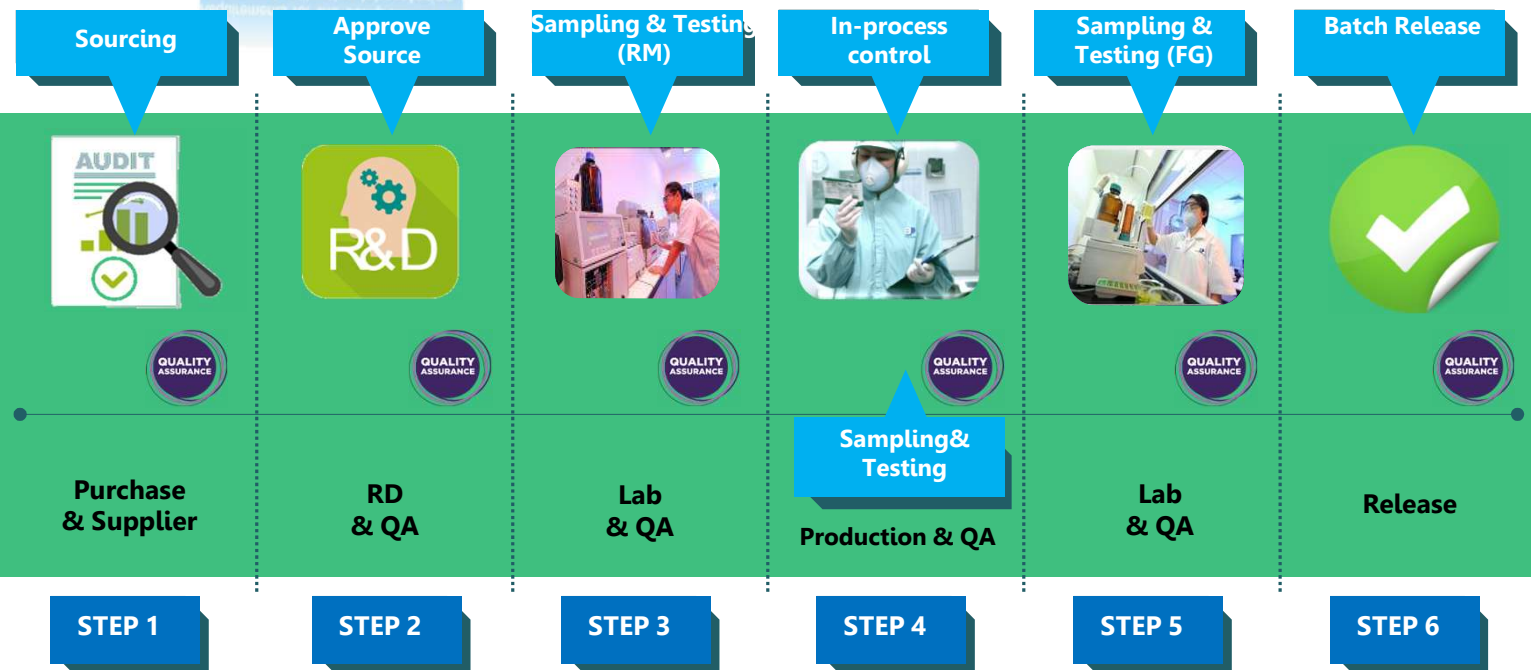 Sourcing
Approve
Source
Sampling & Testing
(RM)
In-process
control
Sampling &
Testing (FG)
Batch Release
AUDIT
R&D
QUALITY
ASSURANCE
QUALITY
ASSURANCE
QUALITY
ASSURANCE
QUALITY
ASSURANCE
QUALITY
ASSURANCE
QUALITY
ASSURANCE
Sampling&
Testing
Purchase
& Supplier
RD
& QA
Lab
& QA
Production & QA
Lab
& QA
Release
STEP 1
STEP 2
STEP 3
STEP 4
STEP 5
STEP 6